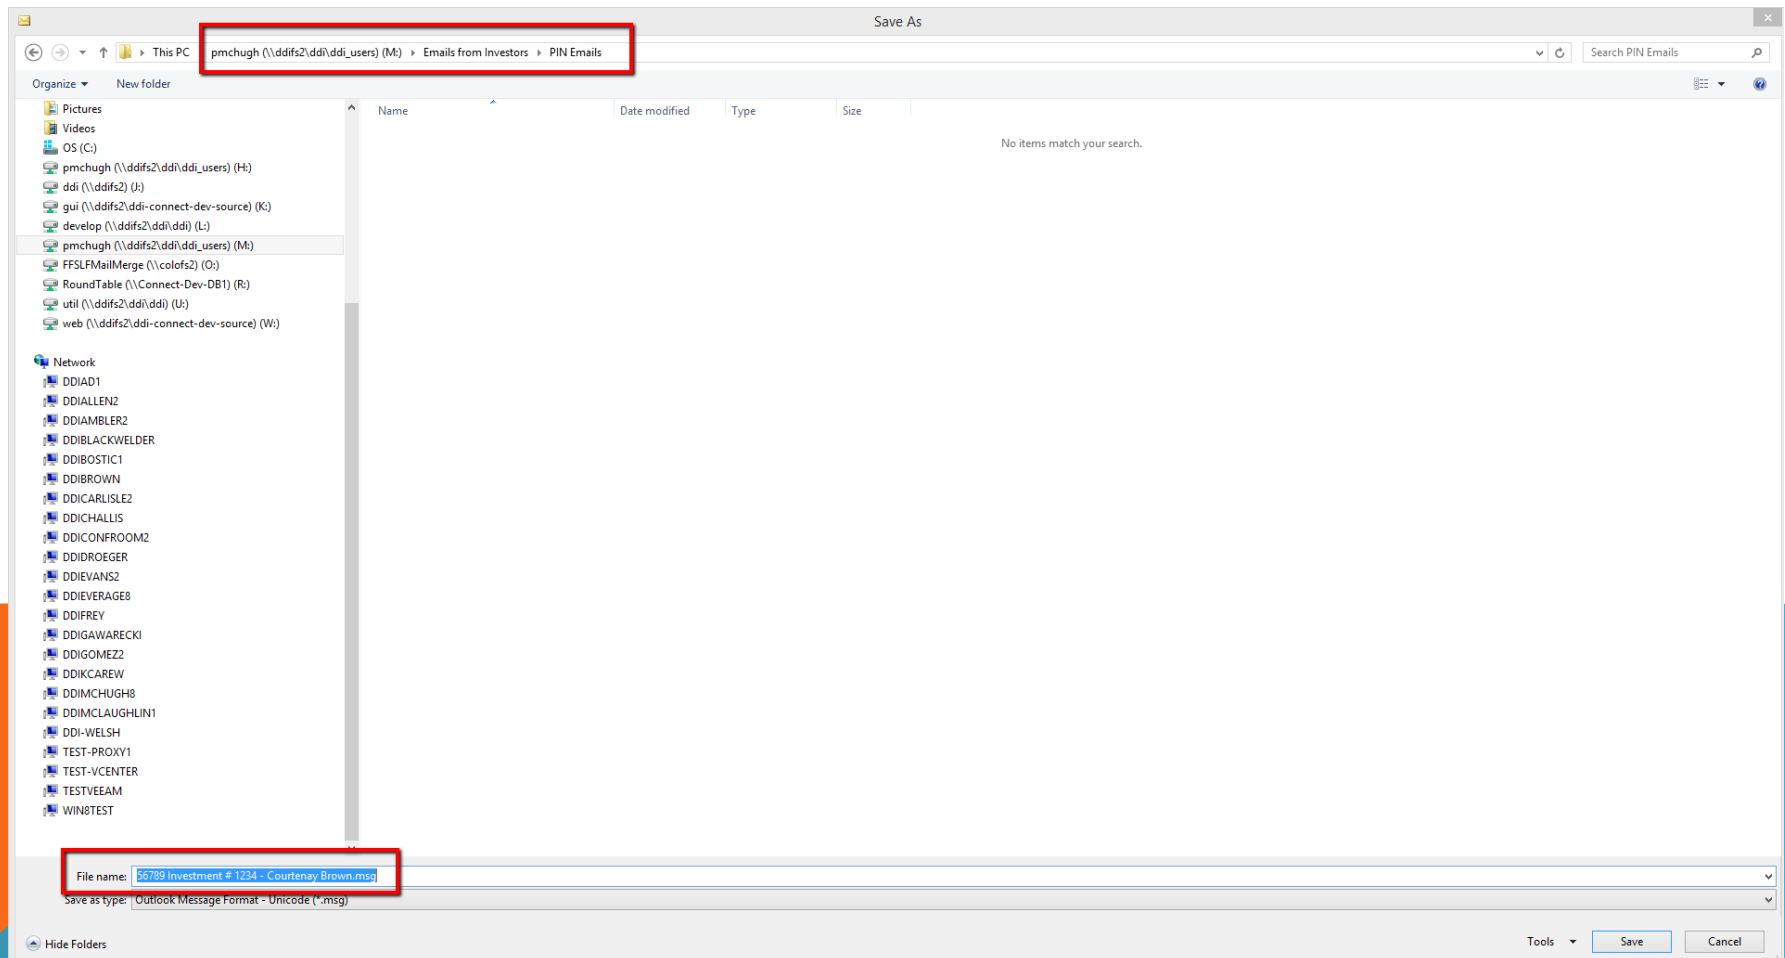 Save As
This PC pmchugh (\\ddifs2\ddi\ddi_users) (M:) Emails from Investors PIN Emails
Search PIN Emails
Organize New folder
Name Date modified Type Size
No items match your search.
Pictures
Videos
OS (C:)
pmchugh (\\ddifs2\ddi\ddi_users) (H:)
ddi (\\ddifs2) (J:)
gui (\\ddifs2\ddi-connect-dev-source) (K:)
develop (\\ddifs2\ddi\ddi) (L:)
pmchugh (\\ddifs2\ddi\ddi_users) (M:)
FFSLFMailMerge (\\colofs2) (O:)
RoundTable (\\Connect-Dev-DB1) (R:)
util (\\ddifs2\ddi\ddi) (U:)
web (\\ddifs2\ddi-connect-dev-source) (W:)
Network
DDIAD1
DDIALLEN2
DDIAMBLER2
DDIBLACKWELDER
DDIBOSTIC1
DDIBROWN
DDICARLISLE2
DDICHALLIS
DDICONFROOM2
DDIDROEGER
DDIEVANS2
DDIEVERAGE8
DDIFREY
DDIGAWARECKI
DDIGOMEZ2
DDIKCAREW
DDIMCHUGH8
DDIMCLAUGHLIN1
DDI-WELSH
TEST-PROXY1
TEST-VCENTER
TESTVEEAM
WIN8TEST
File name: 56789 Investment # 1234 - Courtenay Brown.msg
Save as type: Outlook Message Format - Unicode (*.msg)
Hide Folders
Tools Save Cancel